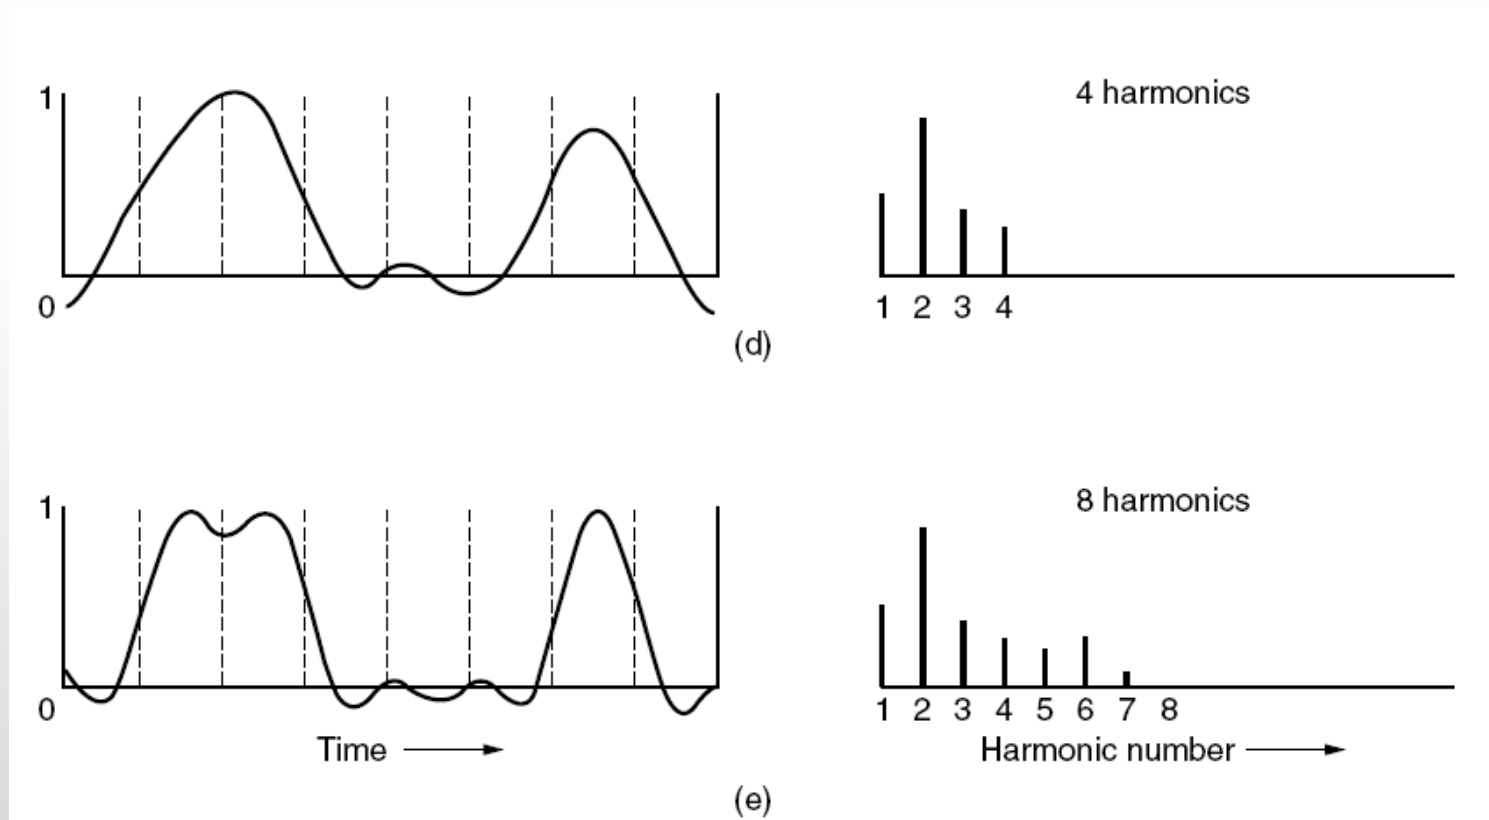 1
4 harmonics
0
1 2 3 4
(d)
1
8 harmonics
0
1 2 3 4 5 6 7 8
Time
Harmonic number
(e)